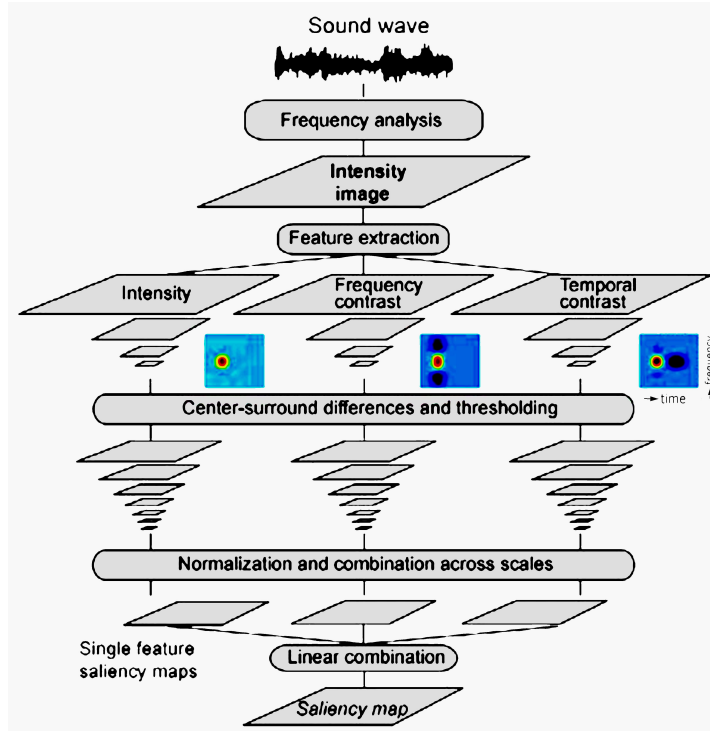 Sound wave
Frequency analysis
Intensity
image
Feature extraction
Intensity
Frequency
contrast
Temporal
contrast
frequency
time
Center-surround differences and thresholding
Normalization and combination across scales
Single feature
saliency maps
Linear combination
Saliency map